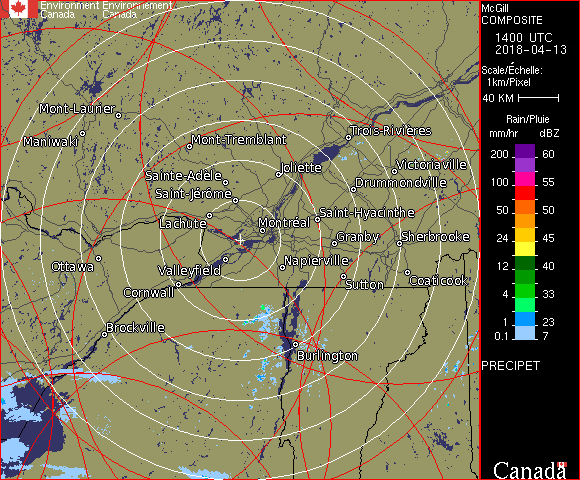 Environment Environnement
Canada Canada
McGill
COMPOSITE
1400 UTC
2018-04-13
Scale/Échelle:
1km/Pixel
40 KM
Rain/Pluie
mm/hr dBZ
200 60
100 55
50 50
24 45
12 40
4 33
1 23
0.1 7
PRECIPET
Canada
Mont-Laurier
Maniwaki
Mont-Tremblant
Trois-Rivières
Joliette
Victoriaville
Sainte-Adèle
Drummondville
Saint-Jérôme
Saint-Hyacinthe
Lachute
Montréal
Granby
Sherbrooke
Ottawa
Valleyfield
Napierville
Cornwall
Sutton
Coaticook
Brockville
Burlington